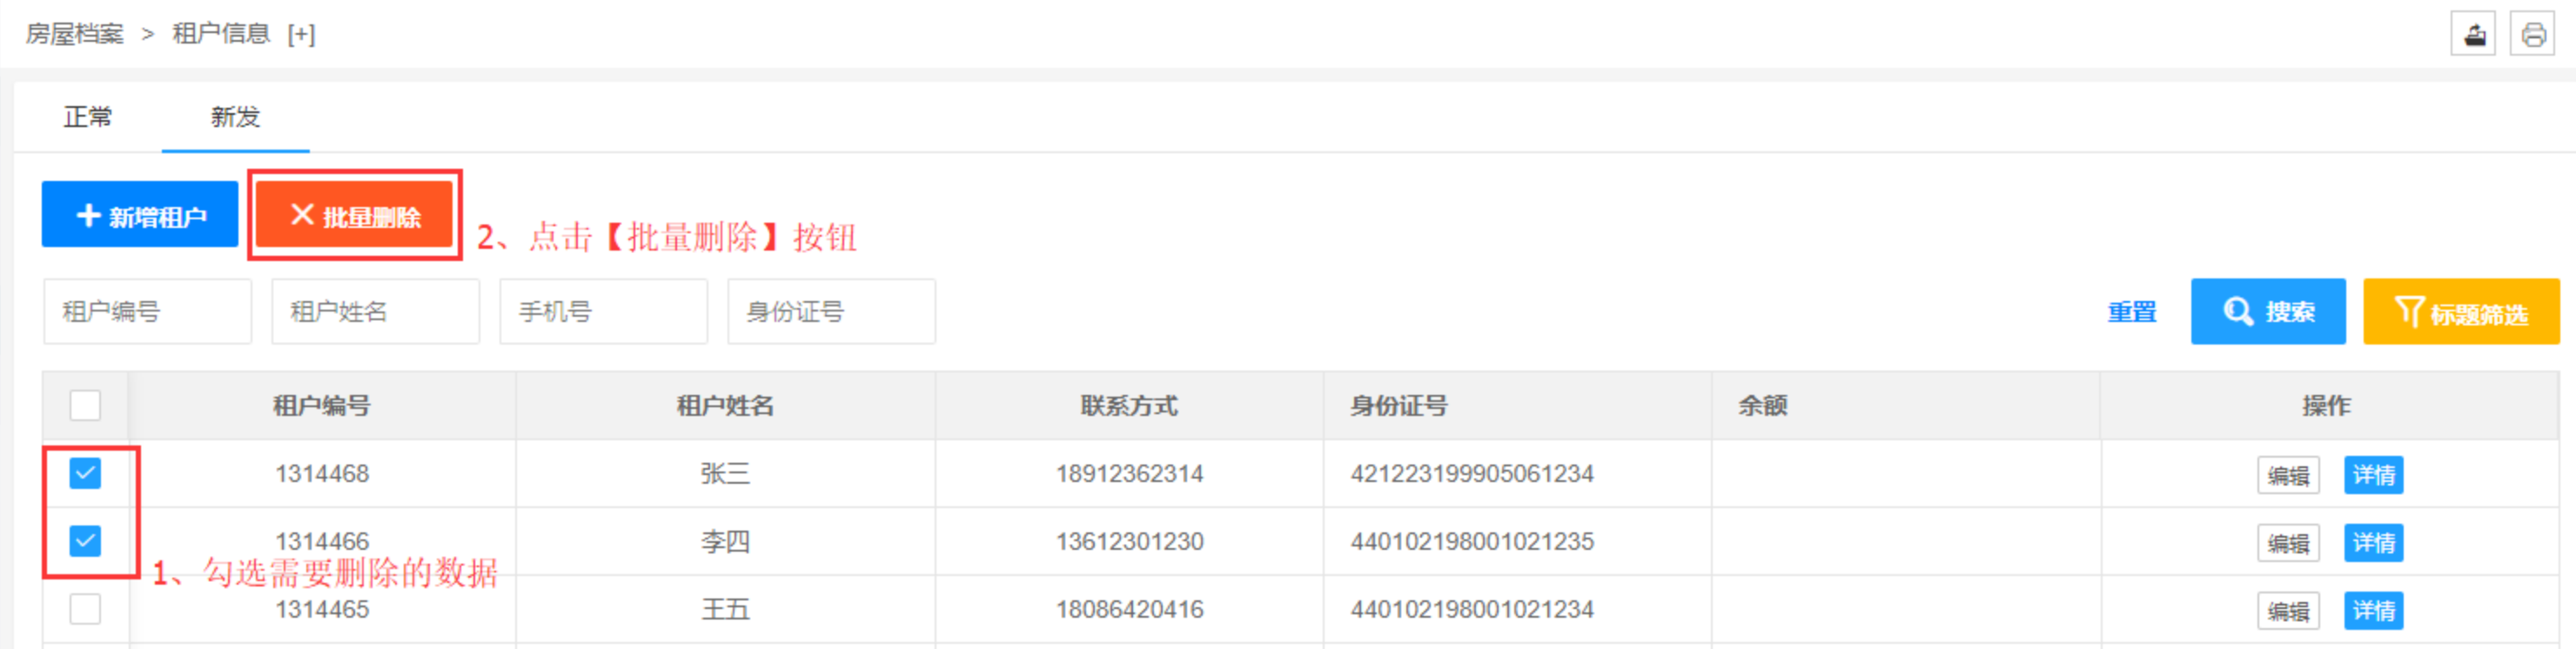 房屋档案 > 租户信息 [+]
正常 新发
新增租户 批量删除 2、点击【批量删除】按钮
租户编号 租户姓名 手机号 身份证号 重置 搜索 标题筛选
租户编号 租户姓名 联系方式 身份证号 余额 操作
1314468 张三 18912362314 421223199905061234 编辑 详情
1314466 李四 13612301230 440102198001021235 编辑 详情
1、勾选需要删除的数据
1314465 王五 18086420416 440102198001021234 编辑 详情